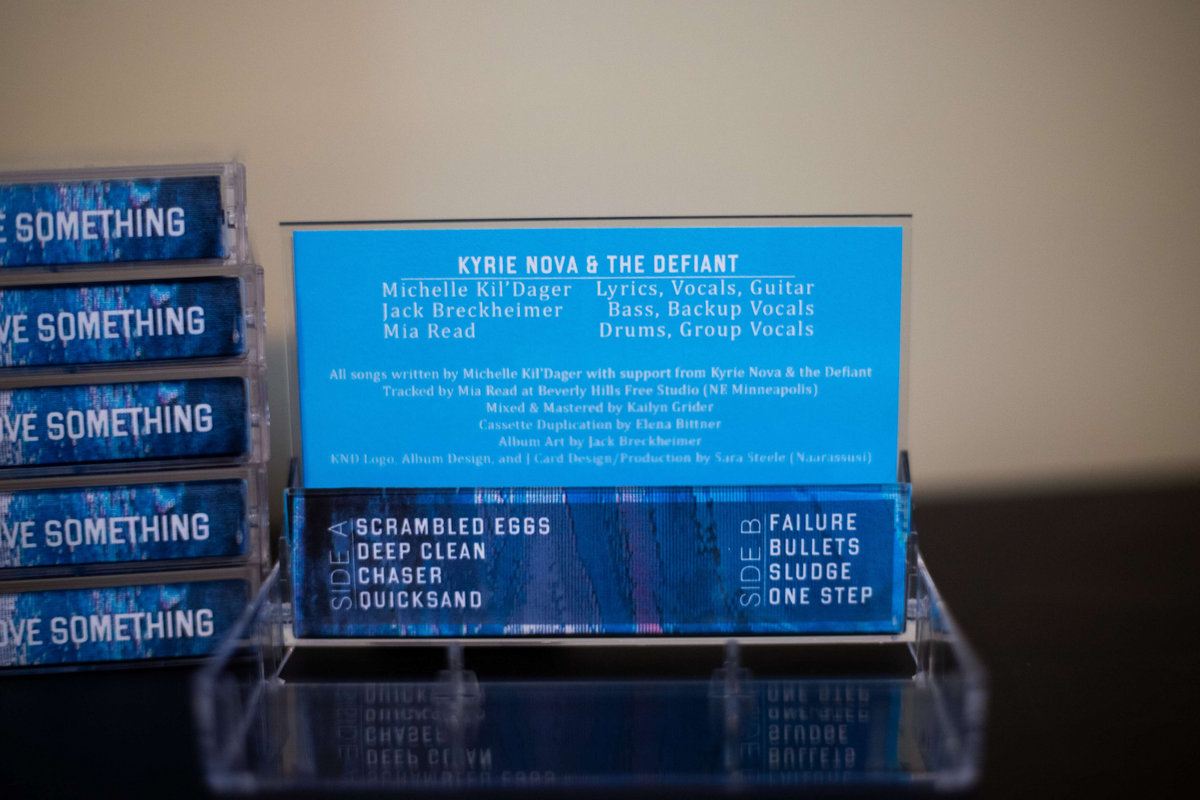 E SOMETHING
VE SOMETHING
OVE SOMETHING
OVE SOMETHING
OVE SOMETHING
KYRIE NOVA & THE DEFIANT
Michelle Kil'Dager Lyrics, Vocals, Guitar
Jack Breckheimer Bass, Backup Vocals
Mia Read Drums, Group Vocals
All songs written by Michelle Kil'Dager with support from Kyrie Nova & the Defiant
Tracked by Mia Read at Beverly Hills Free Studio (NE Minneapolis)
Mixed & Mastered by Kailyn Grider
Cassette Duplication by Elena Bittner
Album Art by Jack Breckheimer
KND Logo, Album Design, and J Card Design/Production by Sara Steele (Naarassusi)
SIDE A
SCRAMBLED EGGS
DEEP CLEAN
CHASER
QUICKSAND
SIDE B
FAILURE
BULLETS
SLUDGE
ONE STEP